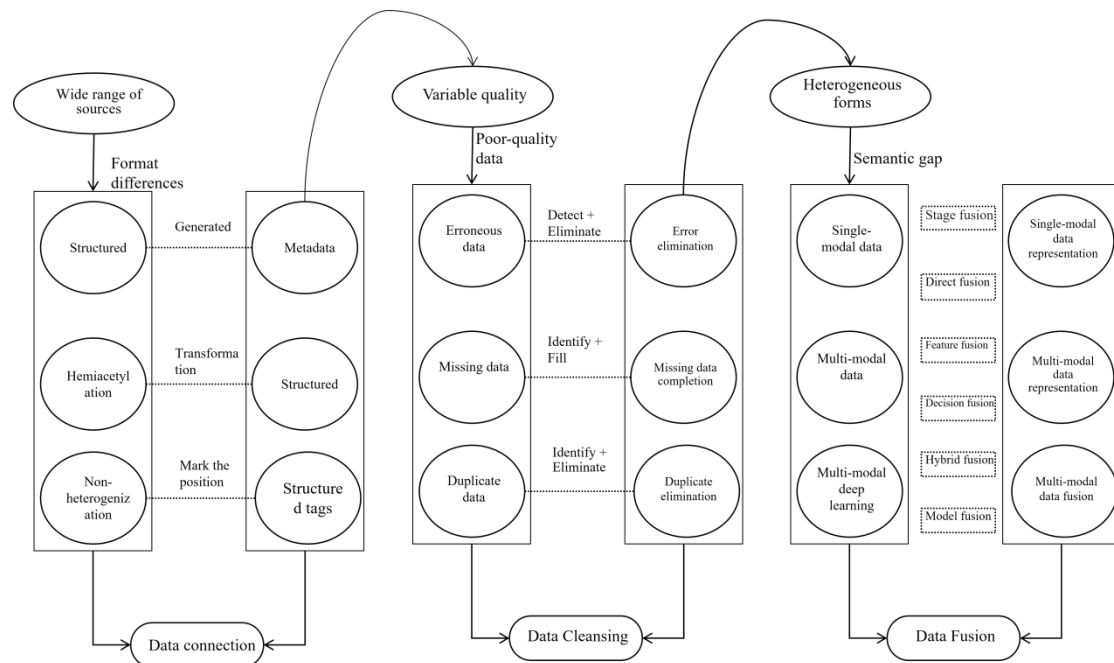 Wide range of
sources
Format
differences
Structured
Generated
Metadata
Hemiacetyl
ation
Transforma
tion
Structured
Non-
heterogeniz
ation
Mark the
position
Structure
d tags
Data connection
Variable quality
Poor-quality
data
Erroneous
data
Detect +
Eliminate
Error
elimination
Missing data
Identify +
Fill
Missing data
completion
Duplicate
data
Identify +
Eliminate
Duplicate
elimination
Data Cleansing
Heterogeneous
forms
Semantic gap
Single-
modal data
Stage fusion
Direct fusion
Single-modal
data
representation
Multi-modal
data
Feature fusion
Decision fusion
Multi-modal
data
representation
Multi-modal
deep
learning
Hybrid fusion
Model fusion
Multi-modal
data fusion
Data Fusion